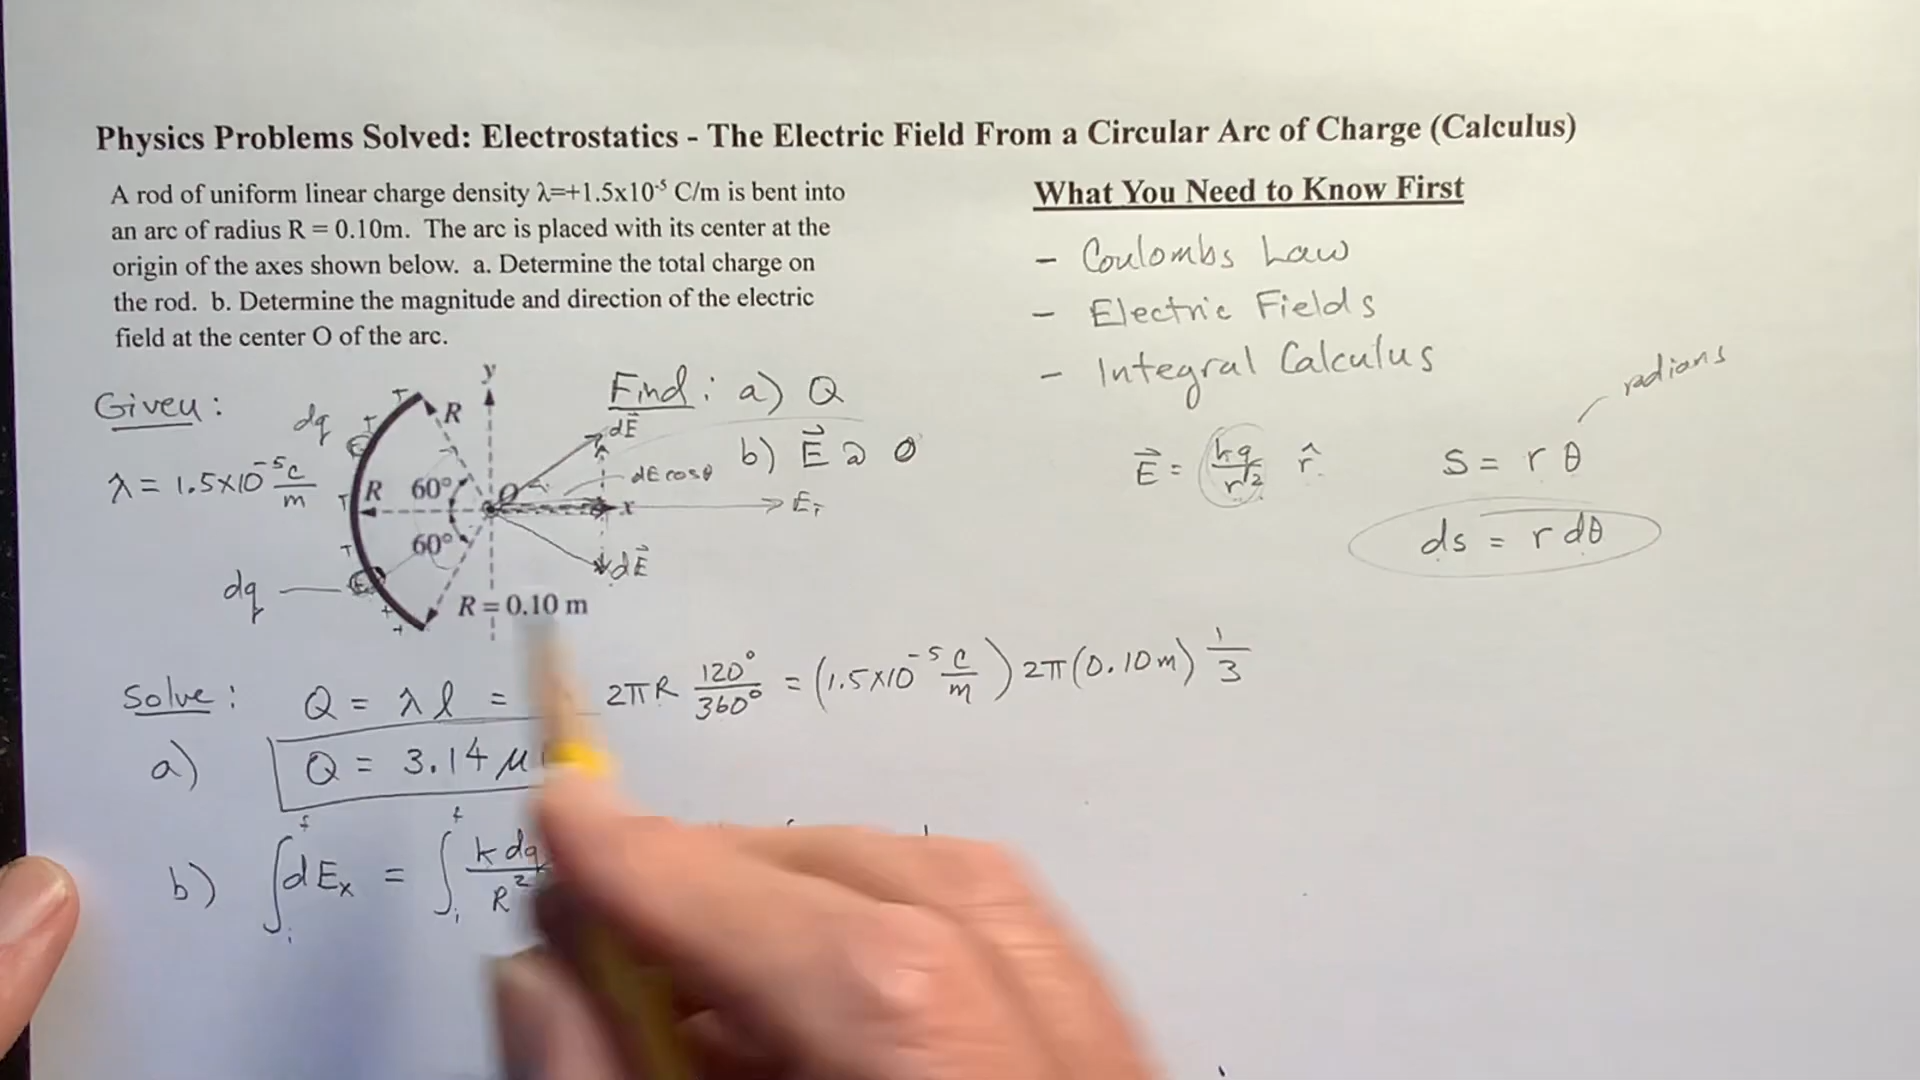 Physics Problems Solved: Electrostatics - The Electric Field From a Circular Arc of Charge (Calculus)
A rod of uniform linear charge density λ=+1.5x10⁻⁵ C/m is bent into
an arc of radius R = 0.10m. The arc is placed with its center at the
origin of the axes shown below. a. Determine the total charge on
the rod. b. Determine the magnitude and direction of the electric
field at the center O of the arc.
What You Need to Know First
- Coulombs Law
- Electric Fields
- Integral Calculus
radians
E⃗ = kq/r² r̂
S = r θ
ds = r dθ
Given:
λ = 1.5x10⁻⁵ C/m
dq
dq
y
R
R
60°
60°
O
x
R = 0.10 m
dE⃗
dE cosθ
E
dE⃗
Find: a) Q
b) E⃗ @ O
Solve: Q = λ l = 2πR 120°/360° = (1.5x10⁻⁵ C/m) 2π(0.10m) 1/3
a) Q = 3.14 μ
b) ∫ᵢᶠ dEₓ = ∫ᵢᶠ k dq/R²